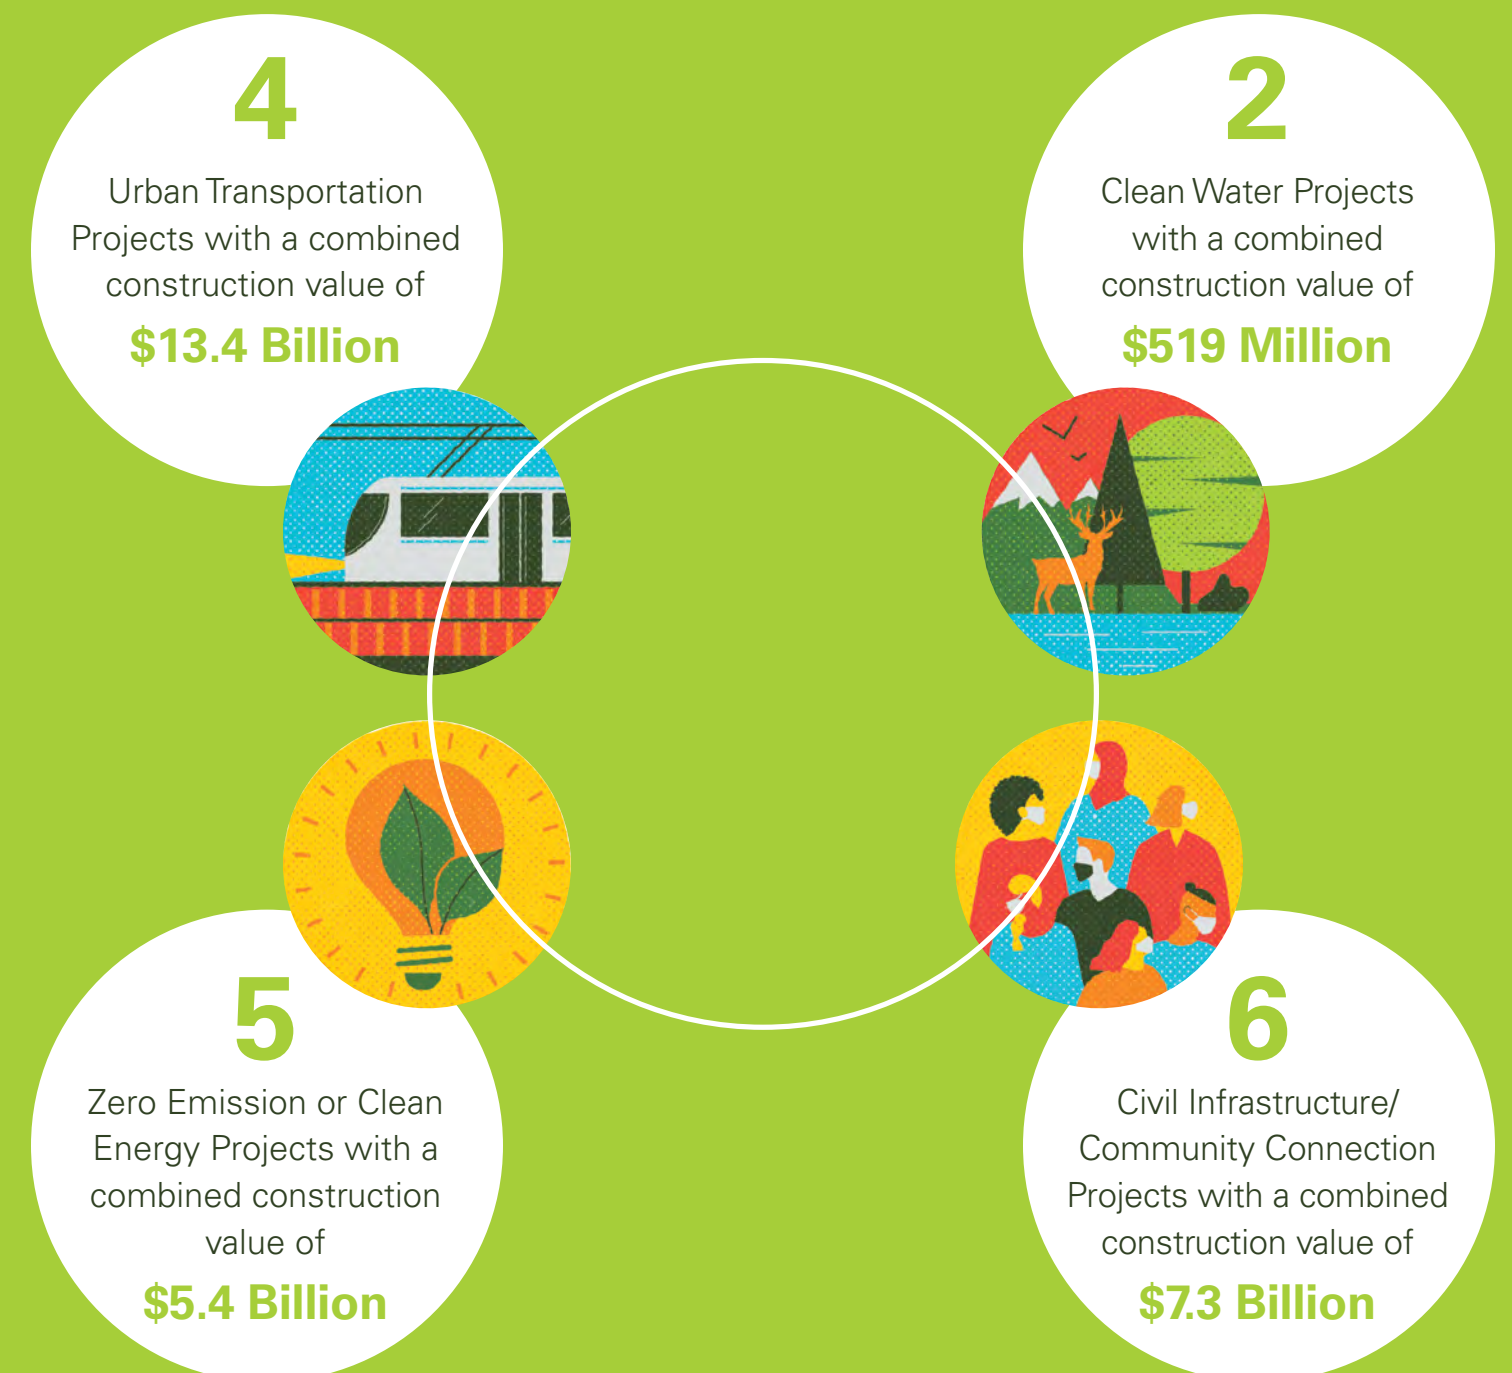 4
Urban Transportation
Projects with a combined
construction value of
$13.4 Billion
2
Clean Water Projects
with a combined
construction value of
$519 Million
5
Zero Emission or Clean
Energy Projects with a
combined construction
value of
$5.4 Billion
6
Civil Infrastructure/
Community Connection
Projects with a combined
construction value of
$7.3 Billion